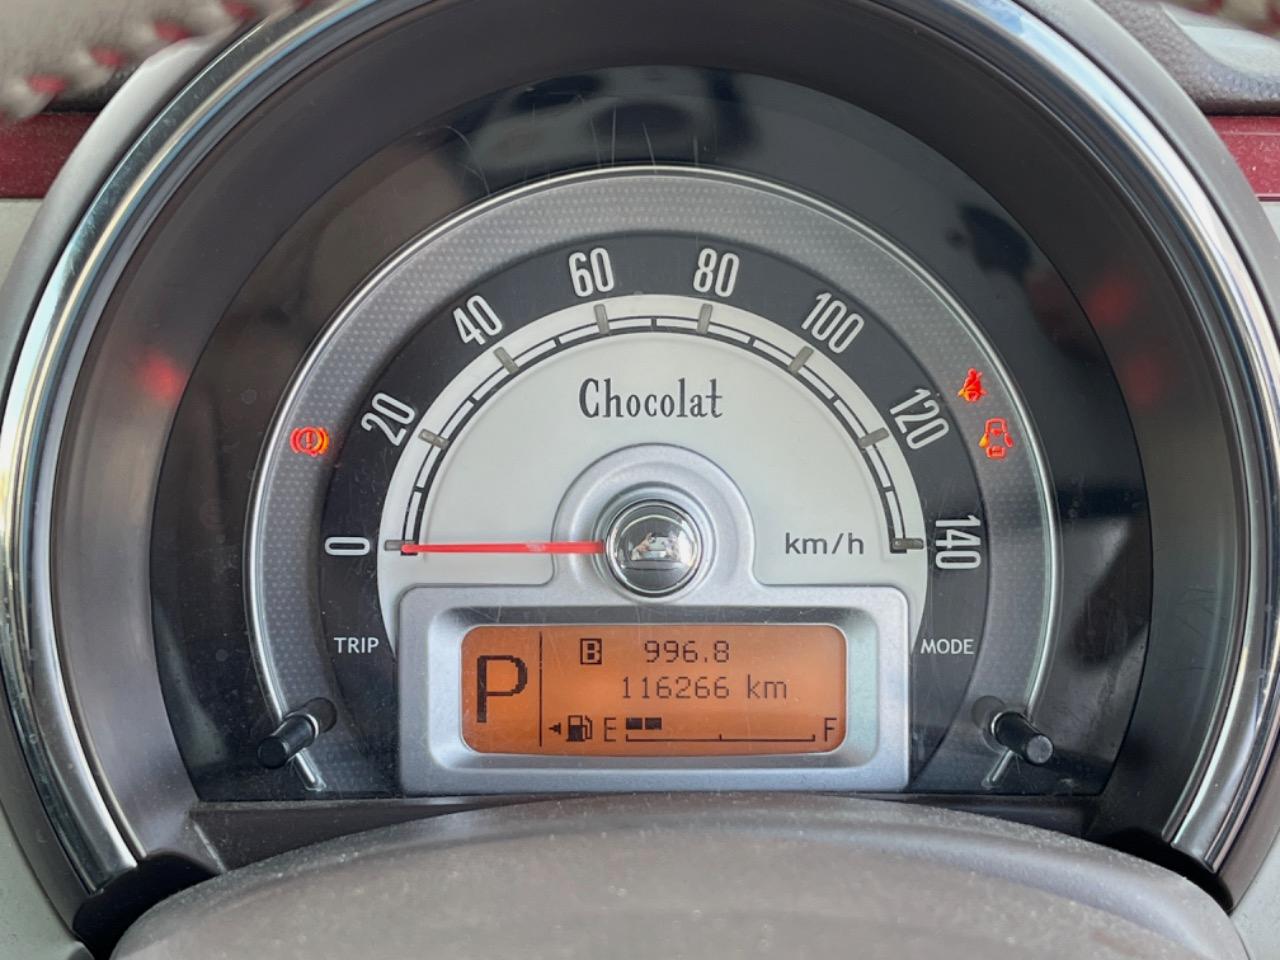 60 80
40 100
20 120
Chocolat
0 km/h 140
TRIP MODE
P B 996.8
116266 km
E F